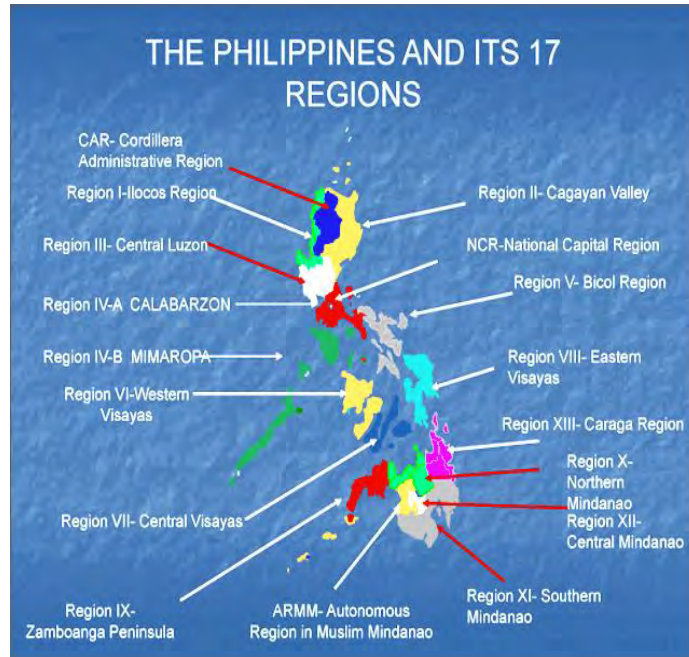 THE PHILIPPINES AND ITS 17
REGIONS
CAR- Cordillera
Administrative Region
Region I-Ilocos Region
Region II- Cagayan Valley
Region III- Central Luzon
NCR-National Capital Region
Region V- Bicol Region
Region IV-A CALABARZON
Region IV-B MIMAROPA
Region VIII- Eastern
Visayas
Region VI-Western
Visayas
Region XIII- Caraga Region
Region X-
Northern
Mindanao
Region VII- Central Visayas
Region XII-
Central Mindanao
Region IX-
Zamboanga Peninsula
ARMM- Autonomous
Region in Muslim Mindanao
Region XI- Southern
Mindanao